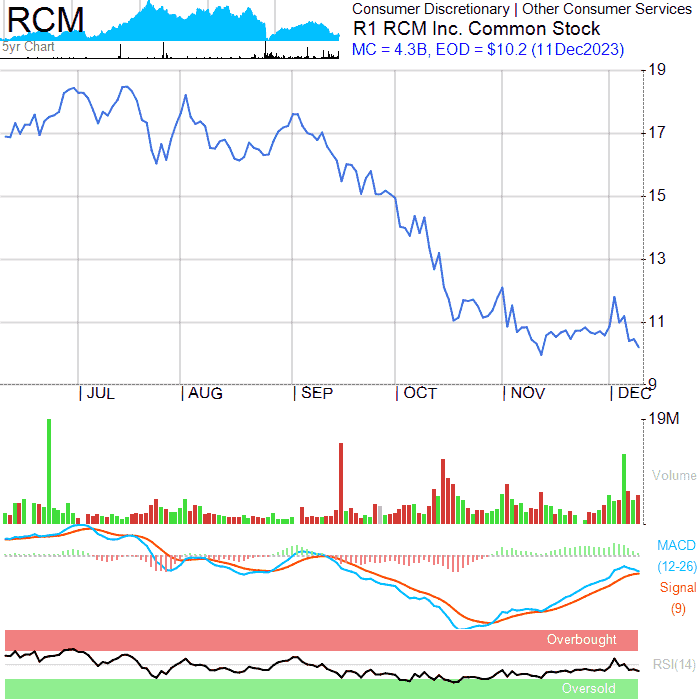 RCM
5yr Chart
Consumer Discretionary | Other Consumer Services
R1 RCM Inc. Common Stock
MC = 4.3B, EOD = $10.2 (11Dec2023)
19
17
15
13
11
9
JUL AUG SEP OCT NOV DEC
19M
Volume
MACD
(12-26)
Signal
(9)
Overbought
RSI(14)
Oversold